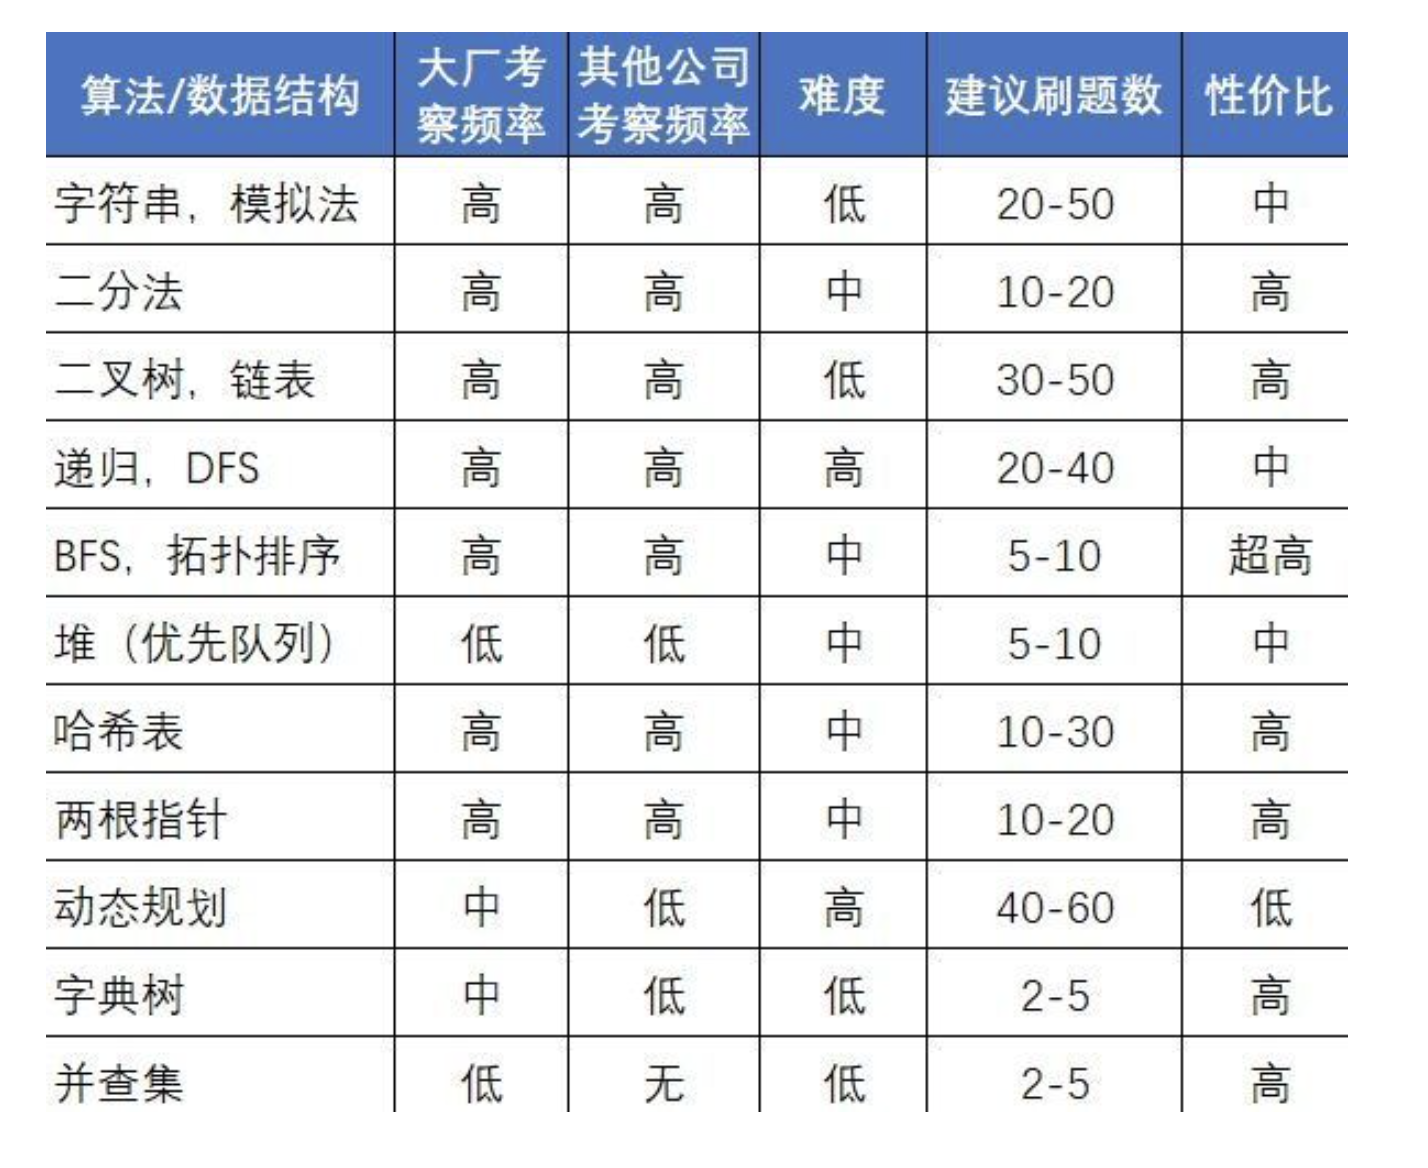 算法/数据结构 大厂考察频率 其他公司考察频率 难度 建议刷题数 性价比
字符串，模拟法 高 高 低 20-50 中
二分法 高 高 中 10-20 高
二叉树，链表 高 高 低 30-50 高
递归，DFS 高 高 高 20-40 中
BFS，拓扑排序 高 高 中 5-10 超高
堆（优先队列） 低 低 中 5-10 中
哈希表 高 高 中 10-30 高
两根指针 高 高 中 10-20 高
动态规划 中 低 高 40-60 低
字典树 中 低 低 2-5 高
并查集 低 无 低 2-5 高